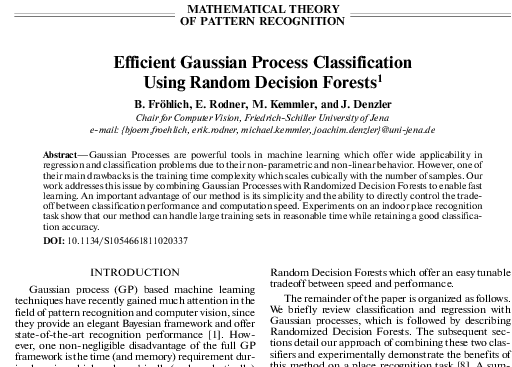 MATHEMATICAL THEORY
OF PATTERN RECOGNITION
Efficient Gaussian Process Classification
Using Random Decision Forests¹
B. Fröhlich, E. Rodner, M. Kemmler, and J. Denzler
Chair for Computer Vision, Friedrich-Schiller University of Jena
e-mail: {bjoern.froehlich, erik.rodner, michael.kemmler, joachim.denzler}@uni-jena.de
Abstract—Gaussian Processes are powerful tools in machine learning which offer wide applicability in
regression and classification problems due to their non-parametric and non-linear behavior. However, one of
their main drawbacks is the training time complexity which scales cubically with the number of samples. Our
work addresses this issue by combining Gaussian Processes with Randomized Decision Forests to enable fast
learning. An important advantage of our method is its simplicity and the ability to directly control the trade-
off between classification performance and computation speed. Experiments on an indoor place recognition
task show that our method can handle large training sets in reasonable time while retaining a good classifica-
tion accuracy.
DOI: 10.1134/S1054661811020337
INTRODUCTION
Gaussian process (GP) based machine learning
techniques have recently gained much attention in the
field of pattern recognition and computer vision, since
they provide an elegant Bayesian framework and offer
state-of-the-art recognition performance [1]. How-
ever, one non-negligible disadvantage of the full GP
framework is the time (and memory) requirement dur-
Random Decision Forests which offer an easy tunable
tradeoff between speed and performance.
The remainder of the paper is organized as follows.
We briefly review classification and regression with
Gaussian processes, which is followed by describing
Randomized Decision Forests. The subsequent sec-
tions detail our approach of combining these two clas-
sifiers and experimentally demonstrate the benefits of
this method on a place recognition task [8]. A sum-